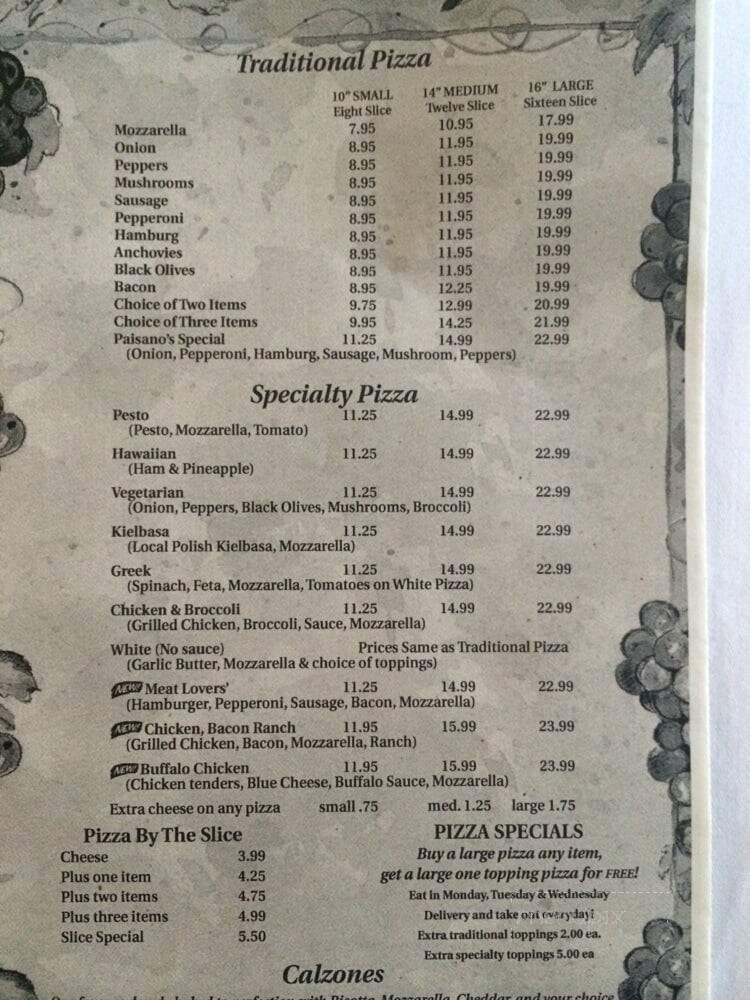 Traditional Pizza
10" SMALL 14" MEDIUM 16" LARGE
Eight Slice Twelve Slice Sixteen Slice
Mozzarella 7.95 10.95 17.99
Onion 8.95 11.95 19.99
Peppers 8.95 11.95 19.99
Mushrooms 8.95 11.95 19.99
Sausage 8.95 11.95 19.99
Pepperoni 8.95 11.95 19.99
Hamburg 8.95 11.95 19.99
Anchovies 8.95 11.95 19.99
Black Olives 8.95 11.95 19.99
Bacon 8.95 12.25 19.99
Choice of Two Items 9.75 12.99 20.99
Choice of Three Items 9.95 14.25 21.99
Paisano's Special 11.25 14.99 22.99
(Onion, Pepperoni, Hamburg, Sausage, Mushroom, Peppers)
Specialty Pizza
Pesto 11.25 14.99 22.99
(Pesto, Mozzarella, Tomato)
Hawaiian 11.25 14.99 22.99
(Ham & Pineapple)
Vegetarian 11.25 14.99 22.99
(Onion, Peppers, Black Olives, Mushrooms, Broccoli)
Kielbasa 11.25 14.99 22.99
(Local Polish Kielbasa, Mozzarella)
Greek 11.25 14.99 22.99
(Spinach, Feta, Mozzarella, Tomatoes on White Pizza)
Chicken & Broccoli 11.25 14.99 22.99
(Grilled Chicken, Broccoli, Sauce, Mozzarella)
White (No sauce) Prices Same as Traditional Pizza
(Garlic Butter, Mozzarella & choice of toppings)
NEW! Meat Lovers' 11.25 14.99 22.99
(Hamburger, Pepperoni, Sausage, Bacon, Mozzarella)
NEW! Chicken, Bacon Ranch 11.95 15.99 23.99
(Grilled Chicken, Bacon, Mozzarella, Ranch)
NEW! Buffalo Chicken 11.95 15.99 23.99
(Chicken tenders, Blue Cheese, Buffalo Sauce, Mozzarella)
Extra cheese on any pizza small .75 med. 1.25 large 1.75
Pizza By The Slice
Cheese 3.99
Plus one item 4.25
Plus two items 4.75
Plus three items 4.99
Slice Special 5.50
PIZZA SPECIALS
Buy a large pizza any item,
get a large one topping pizza for FREE!
Eat in Monday, Tuesday & Wednesday
Delivery and take out everyday!
Extra traditional toppings 2.00 ea.
Extra specialty toppings 5.00 ea
Calzones
with Ricotta, Mozzarella, Cheddar, and your choice